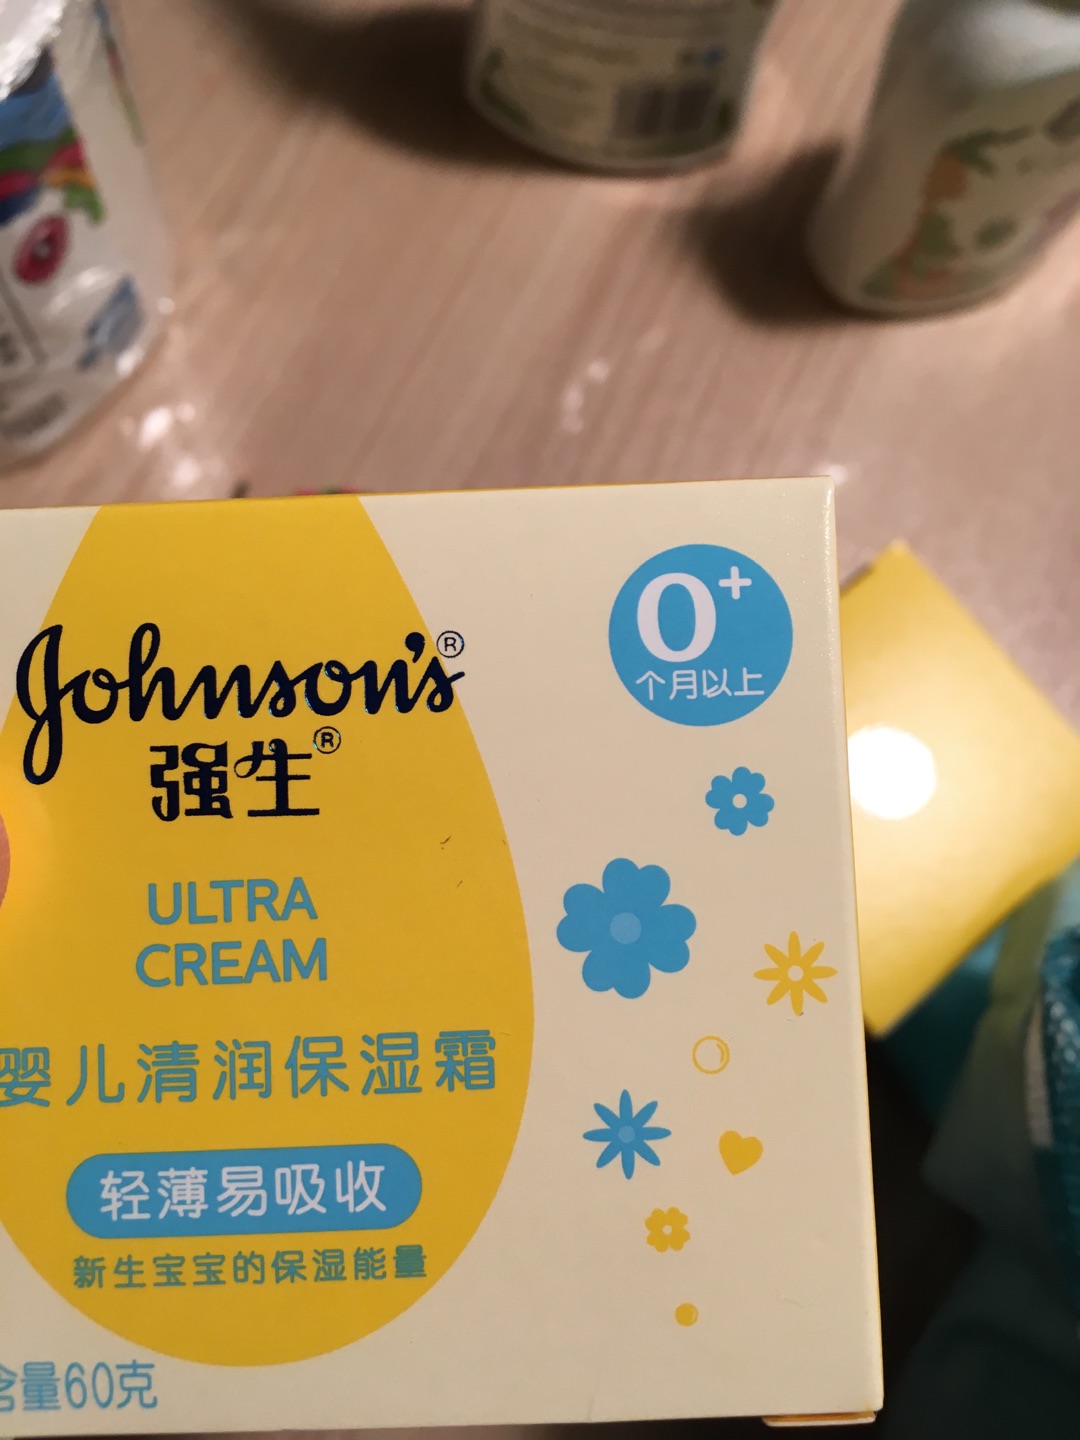 Johnson's®
强生®
ULTRA
CREAM
婴儿清润保湿霜
轻薄易吸收
新生宝宝的保湿能量
含量60克
0+
个月以上